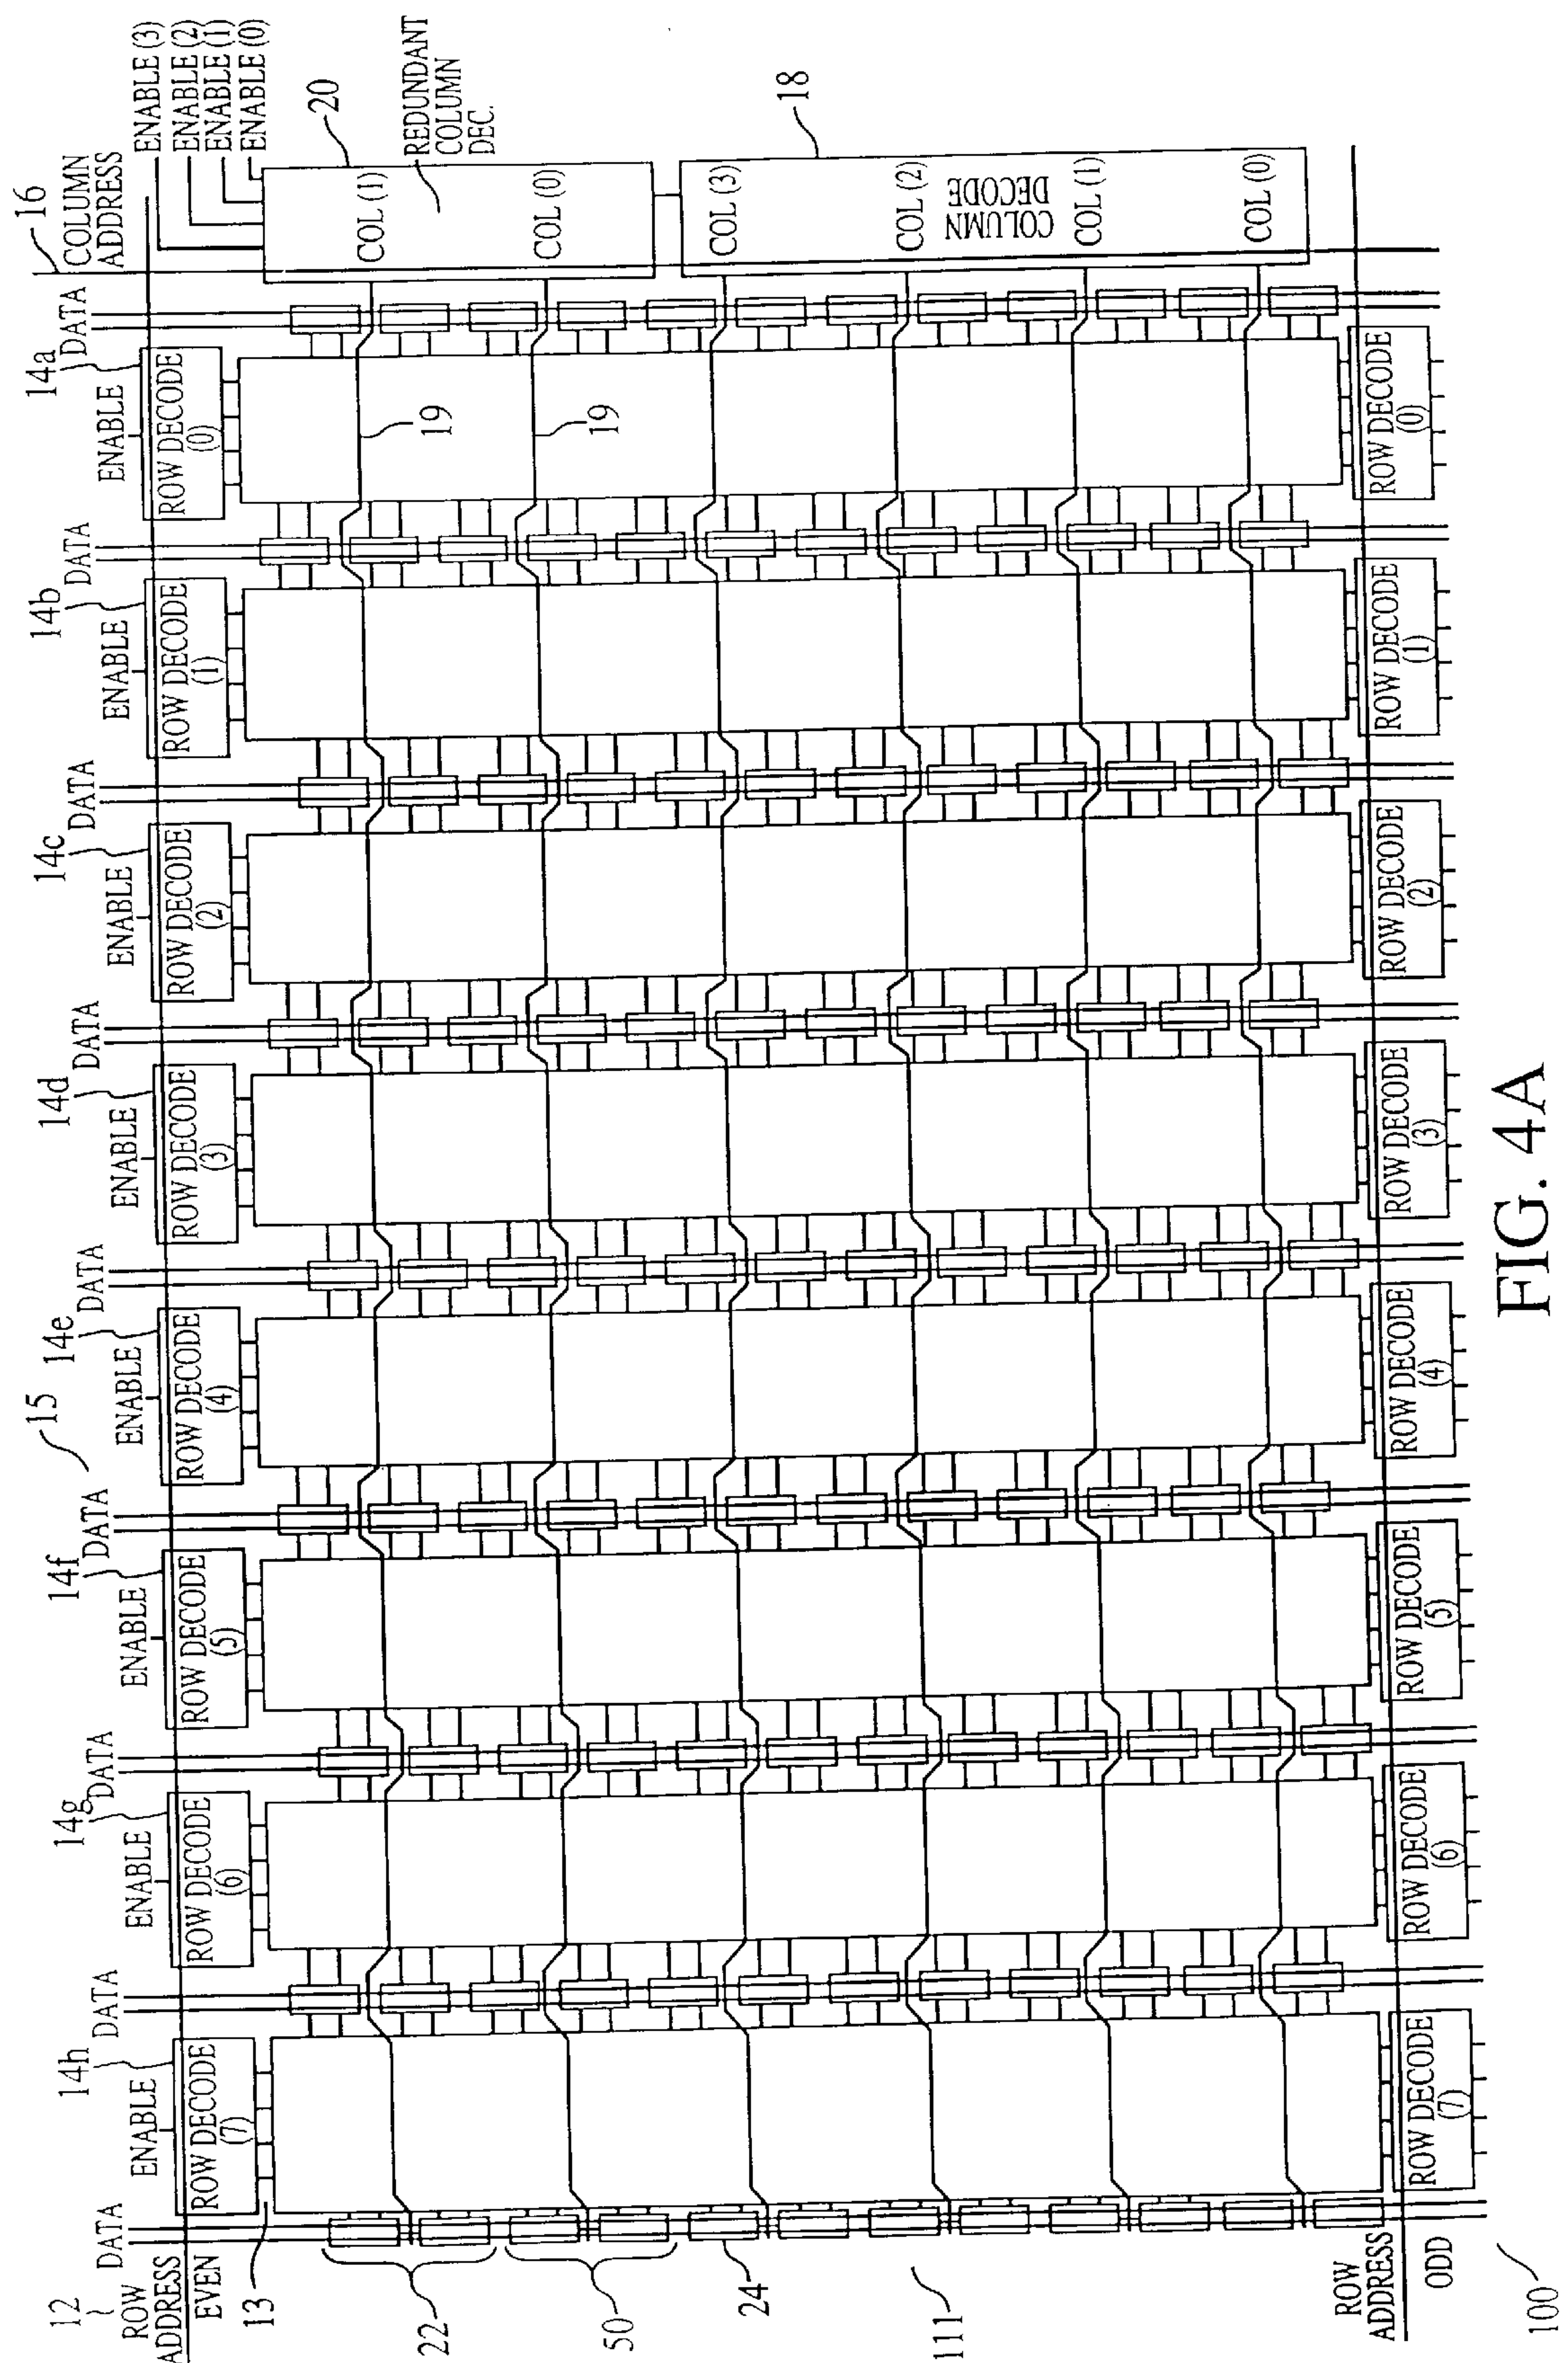 12
ROW
ADDRESS
EVEN
13
DATA
ENABLE
14h
ROW DECODE
(7)
DATA
ENABLE
14g
ROW DECODE
(6)
DATA
ENABLE
14f
ROW DECODE
(5)
DATA
15
ENABLE
14e
ROW DECODE
(4)
DATA
ENABLE
14d
ROW DECODE
(3)
DATA
ENABLE
14c
ROW DECODE
(2)
DATA
ENABLE
14b
ROW DECODE
(1)
DATA
ENABLE
14a
ROW DECODE
(0)
DATA
16
COLUMN
ADDRESS
ENABLE (3)
ENABLE (2)
ENABLE (1)
ENABLE (0)
20
REDUNDANT
COLUMN
DEC.
COL (1)
COL (0)
19
19
18
COL (3)
COL (2)
COLUMN
DECODE
COL (1)
COL (0)
22
50
24
111
ROW
ADDRESS
ODD
ROW DECODE
(7)
ROW DECODE
(6)
ROW DECODE
(5)
ROW DECODE
(4)
ROW DECODE
(3)
ROW DECODE
(2)
ROW DECODE
(1)
ROW DECODE
(0)
100
FIG. 4A